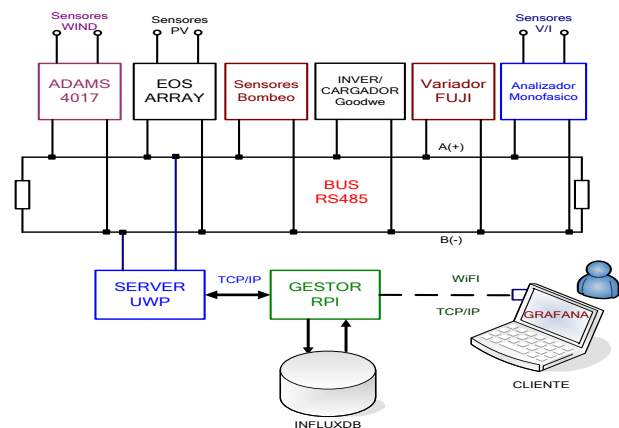 Sensores
WIND
Sensores
PV
Sensores
V/I
ADAMS
4017
EOS
ARRAY
Sensores
Bombeo
INVER/
CARGADOR
Goodwe
Variador
FUJI
Analizador
Monofasico
A(+)
BUS
RS485
B(-)
SERVER
UWP
TCP/IP
GESTOR
RPI
WiFI
TCP/IP
GRAFANA
CLIENTE
INFLUXDB